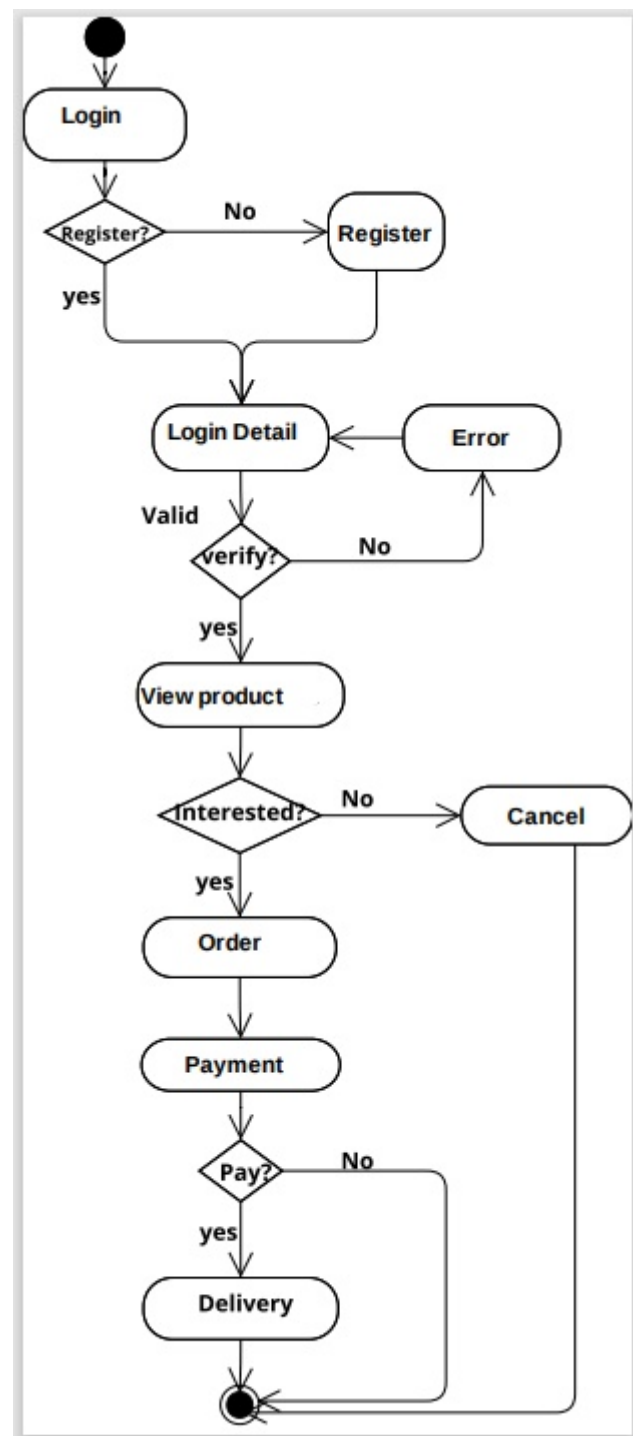 Login
Register?
No
Register
yes
Login Detail
Error
Valid
verify?
No
yes
View product
Interested?
No
Cancel
yes
Order
Payment
Pay?
No
yes
Delivery